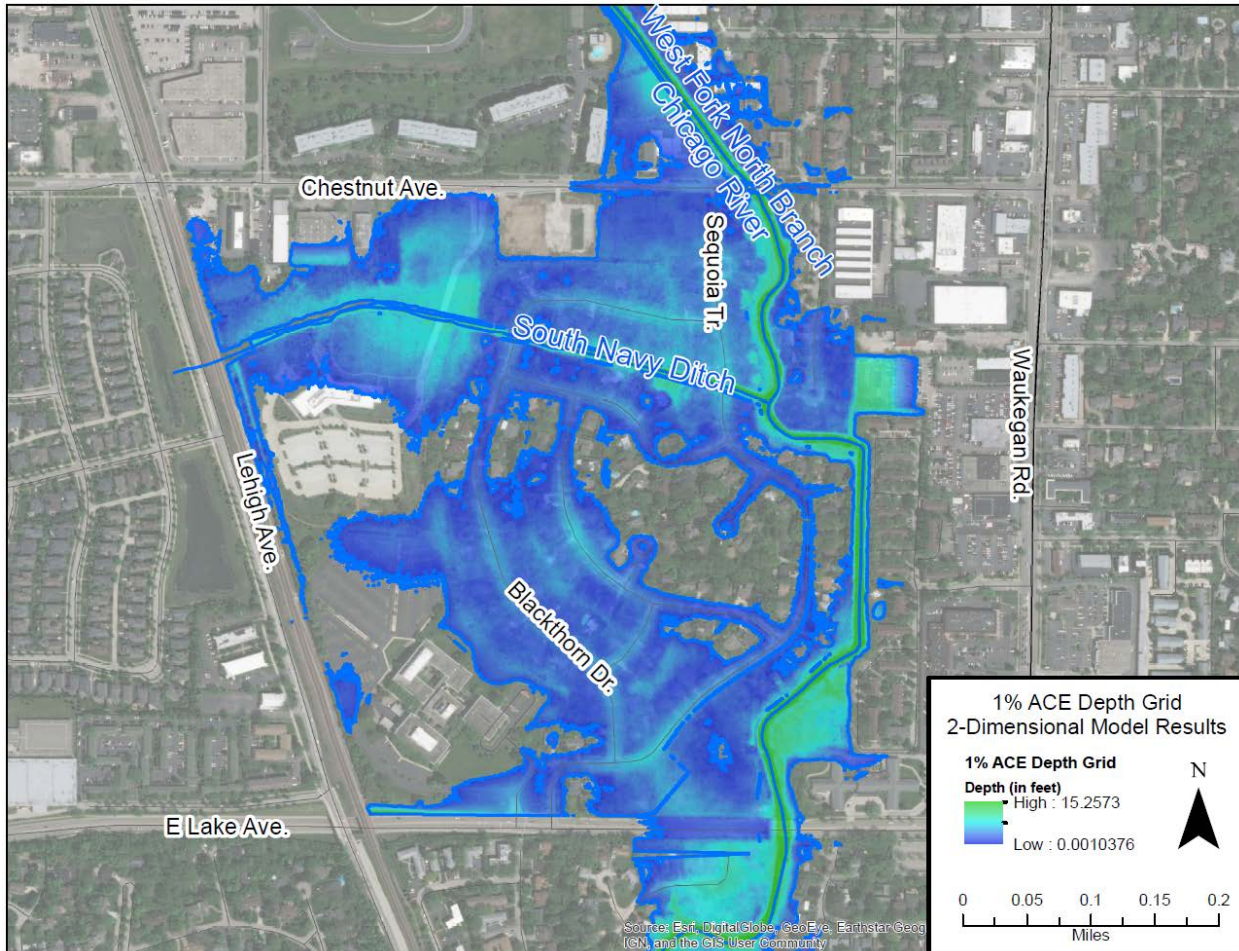 West Fork North Branch
Chicago River
Chestnut Ave.
Sequoia Tr.
South Navy Ditch
Waukegan Rd.
Lehigh Ave.
Blackthorn Dr.
E Lake Ave.
1% ACE Depth Grid
2-Dimensional Model Results
1% ACE Depth Grid
Depth (in feet)
High : 15.2573
Low : 0.0010376
N
0 0.05 0.1 0.15 0.2
Miles
Source: Esri, DigitalGlobe, GeoEye, Earthstar Geog
IGN, and the GIS User Community